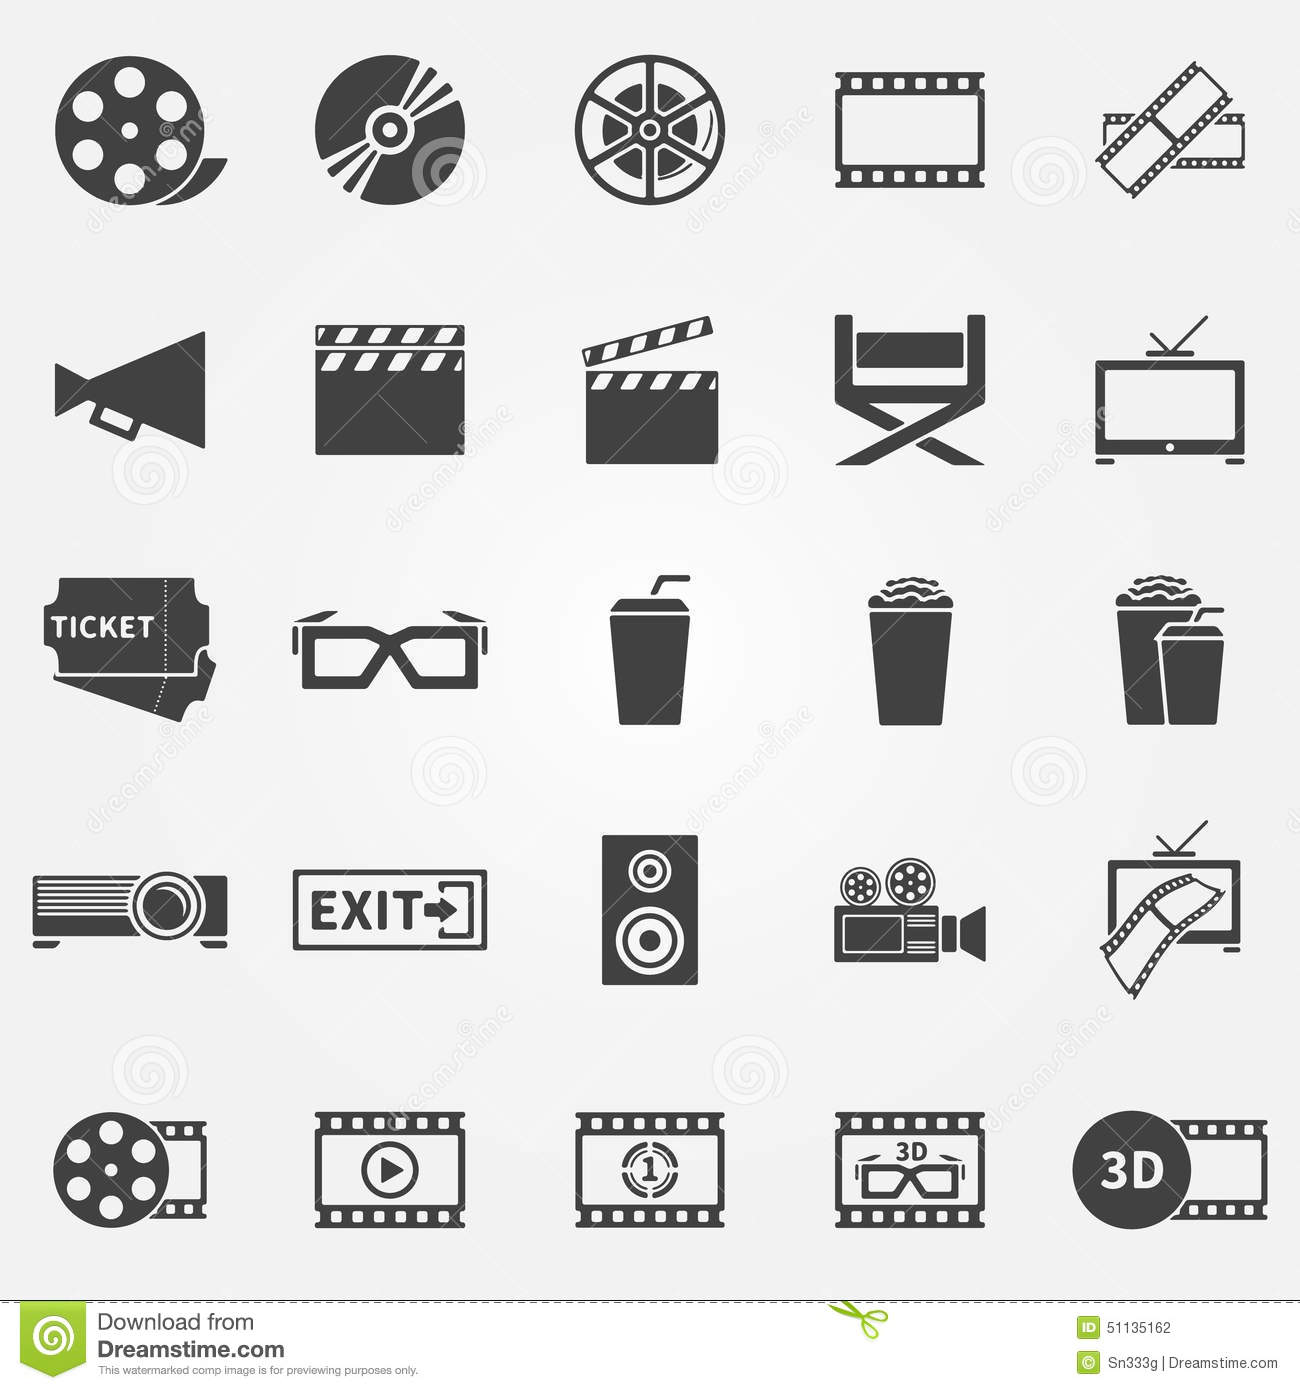 TICKET
EXIT
1
3D
3D
Download from
Dreamstime.com
This watermarked comp image is for previewing purposes only.
ID 51135162
© Sn333g | Dreamstime.com
dreamstime